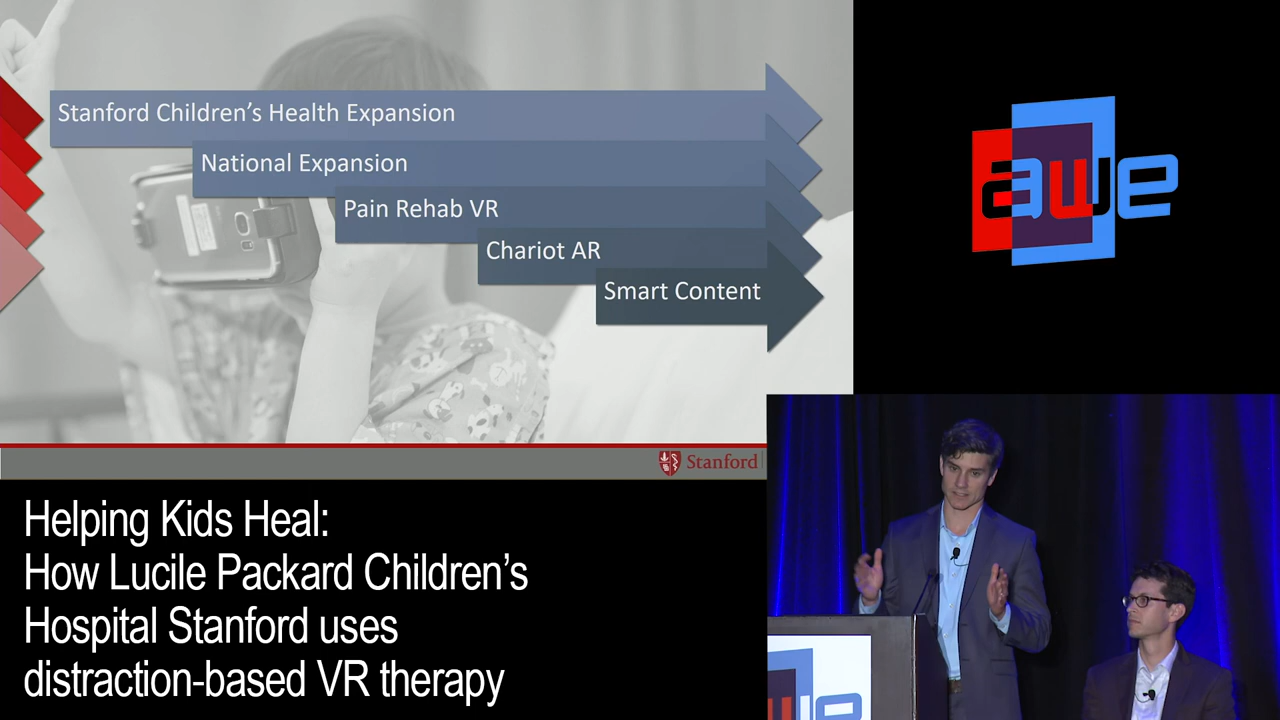 Stanford Children’s Health Expansion
National Expansion
Pain Rehab VR
Chariot AR
Smart Content
Stanford
awe
Helping Kids Heal:
How Lucile Packard Children’s
Hospital Stanford uses
distraction-based VR therapy